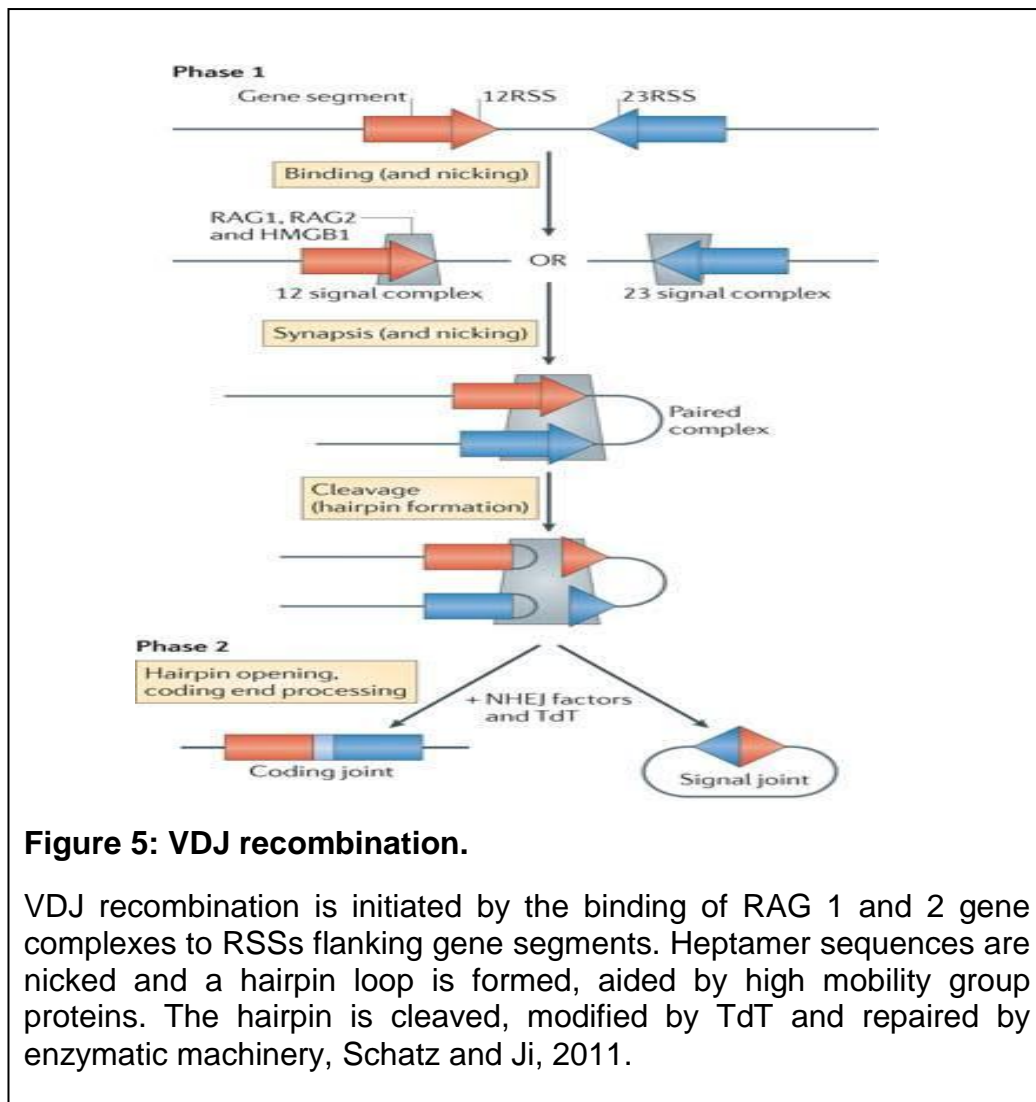 Phase 1
Gene segment
12RSS
23RSS
Binding (and nicking)
RAG1, RAG2
and HMGB1
OR
12 signal complex
23 signal complex
Synapsis (and nicking)
Paired
complex
Cleavage
(hairpin formation)
Phase 2
Hairpin opening,
coding end processing
+ NHEJ factors
and TdT
Coding joint
Signal joint
Figure 5: VDJ recombination.
VDJ recombination is initiated by the binding of RAG 1 and 2 gene
complexes to RSSs flanking gene segments. Heptamer sequences are
nicked and a hairpin loop is formed, aided by high mobility group
proteins. The hairpin is cleaved, modified by TdT and repaired by
enzymatic machinery, Schatz and Ji, 2011.